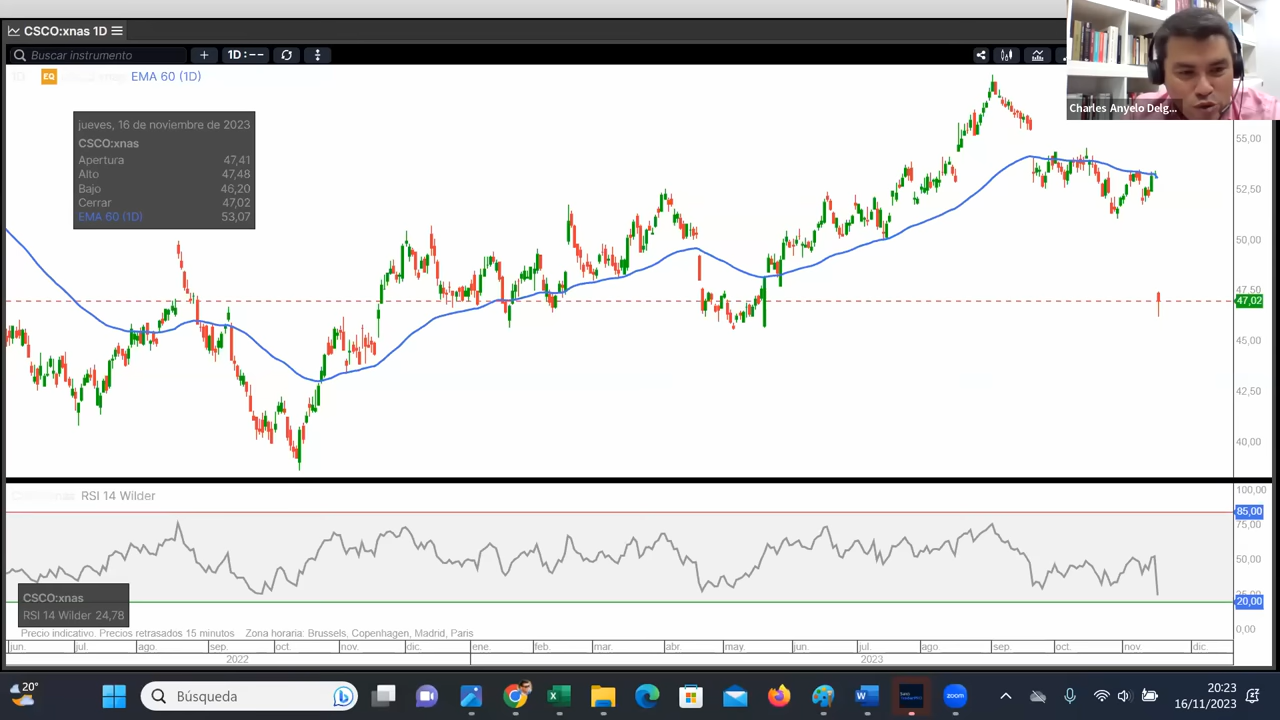 CSCO:xnas 1D
Buscar instrumento
1D:--
EQ
EMA 60 (1D)
Charles Anyelo Delg...
jueves, 16 de noviembre de 2023
CSCO:xnas
Apertura 47,41
Alto 47,48
Bajo 46,20
Cerrar 47,02
EMA 60 (1D) 53,07
55,00
52,50
50,00
47,50
47,02
45,00
42,50
40,00
RSI 14 Wilder
100,00
85,00
75,00
50,00
25,00
20,00
0,00
CSCO:xnas
RSI 14 Wilder 24,78
Precio indicativo. Precios retrasados 15 minutos Zona horaria: Brussels, Copenhagen, Madrid, Paris
jun. jul. ago. sep. oct. nov. dic. ene. feb. mar. abr. may. jun. jul. ago. sep. oct. nov. dic.
2022 2023
20°
Búsqueda
zoom
20:23
16/11/2023